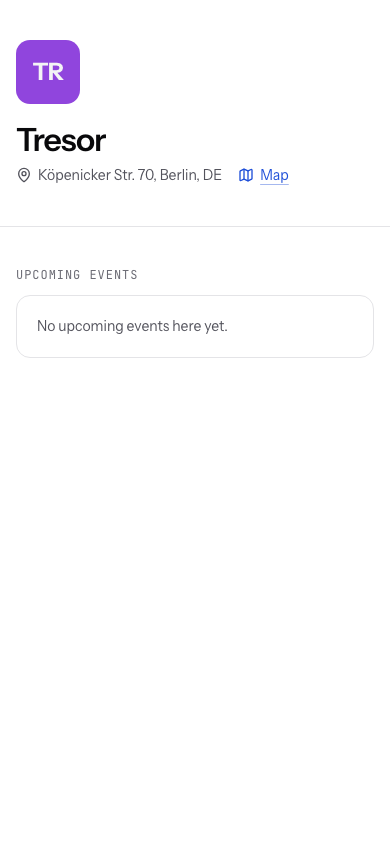 TR
Tresor
Köpenicker Str. 70, Berlin, DE Map
UPCOMING EVENTS
No upcoming events here yet.